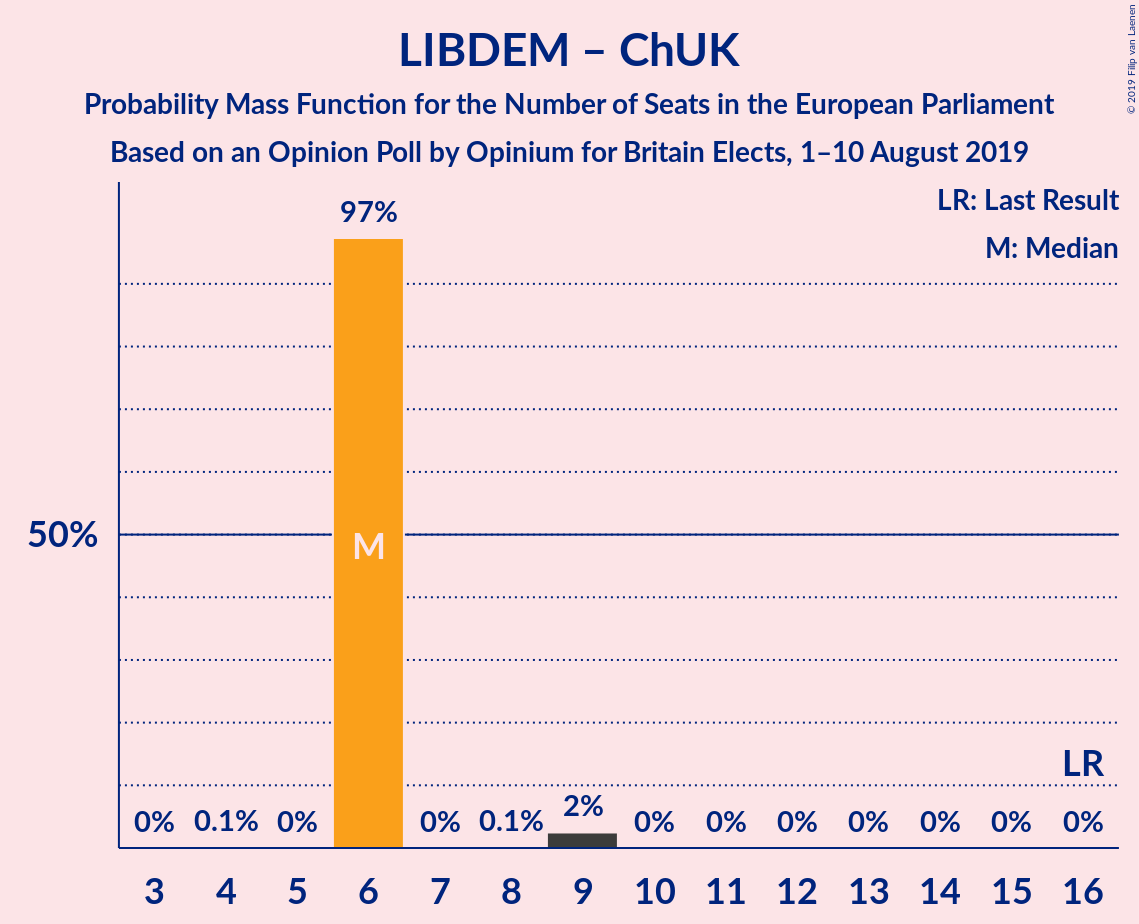 LIBDEM – ChUK
Probability Mass Function for the Number of Seats in the European Parliament
Based on an Opinion Poll by Opinium for Britain Elects, 1–10 August 2019
© 2019 Filip van Laenen
LR: Last Result
M: Median
97%
50%
M
LR
0% 0.1% 0% 0% 0.1% 2% 0% 0% 0% 0% 0% 0% 0%
3 4 5 6 7 8 9 10 11 12 13 14 15 16